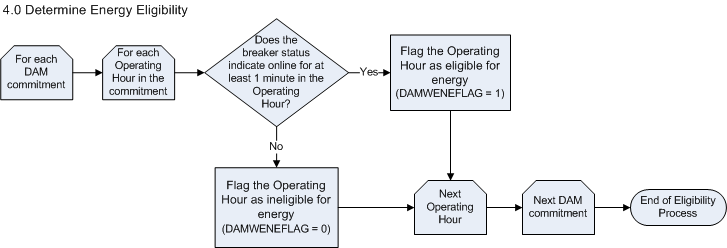 4.0 Determine Energy Eligibility
For each
DAM
commitment
For each
Operating
Hour in the
commitment
Does the
breaker status
indicate online for at
least 1 minute in the
Operating
Hour?
Yes
Flag the Operating
Hour as eligible for
energy
(DAMWENEFLAG = 1)
No
Flag the Operating
Hour as ineligible for
energy
(DAMWENEFLAG = 0)
Next
Operating
Hour
Next DAM
commitment
End of Eligibility
Process